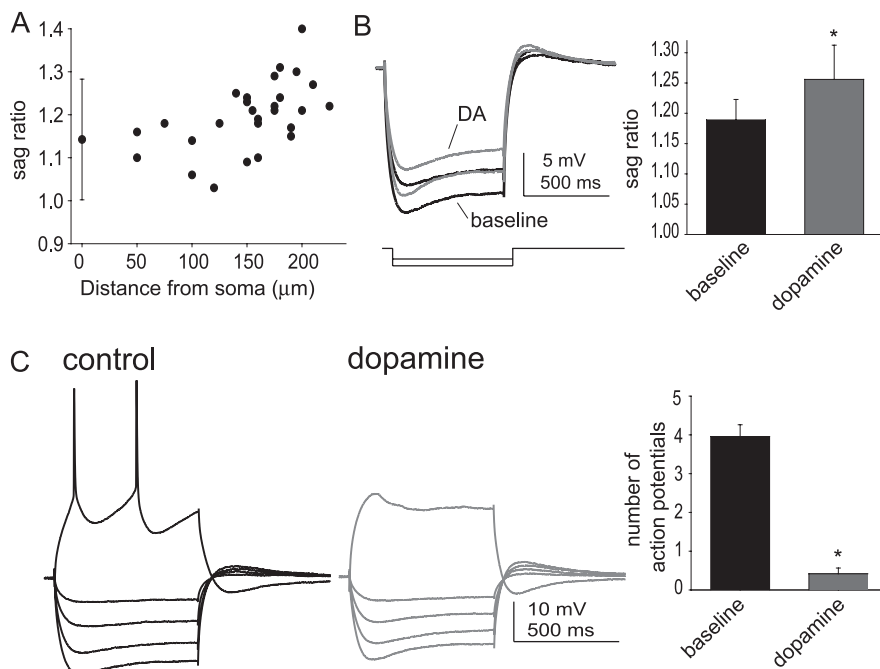 A
sag ratio
1.4
1.3
1.2
1.1
1.0
0.9
0
50
100
150
200
Distance from soma (μm)
B
DA
5 mV
500 ms
baseline
sag ratio
1.30
1.25
1.20
1.15
1.10
1.05
1.00
*
baseline
dopamine
C
control
dopamine
10 mV
500 ms
number of
action potentials
5
4
3
2
1
0
*
baseline
dopamine